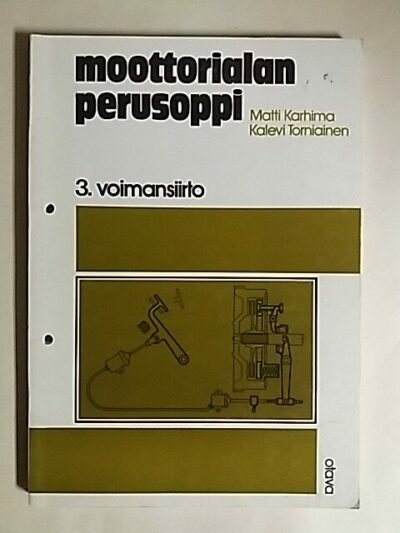 moottorialan
perusoppi
Matti Karhima
Kalevi Torniainen
3. voimansiirto
otava